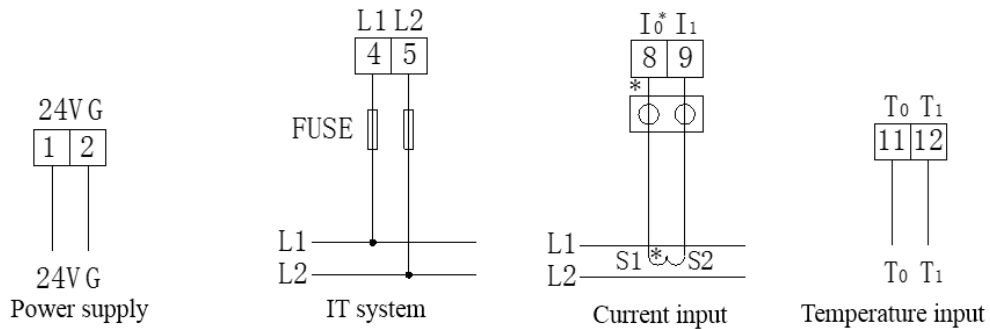 24V G
1 2
24V G
Power supply
L1 L2
4 5
FUSE
L1
L2
IT system
I0* I1
8 9
*
L1
S1 * S2
L2
Current input
T0 T1
11 12
T0 T1
Temperature input